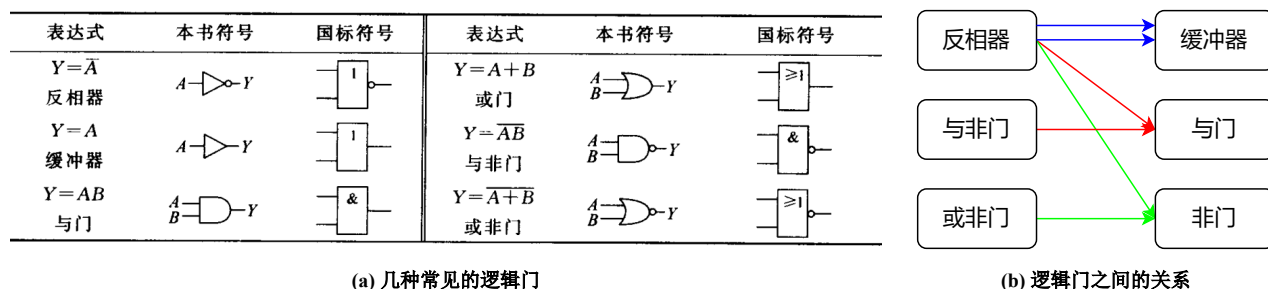 表达式 本书符号 国标符号 表达式 本书符号 国标符号
Y=A̅ A Y 1 Y=A+B A B Y ≥1
反相器 或门
Y=A A Y 1 Y=A̅B̅ A B Y &
缓冲器 与非门
Y=AB A B Y & Y=A̅+̅B̅ A B Y ≥1
与门 或非门
(a) 几种常见的逻辑门
反相器 缓冲器
与非门 与门
或非门 非门
(b) 逻辑门之间的关系